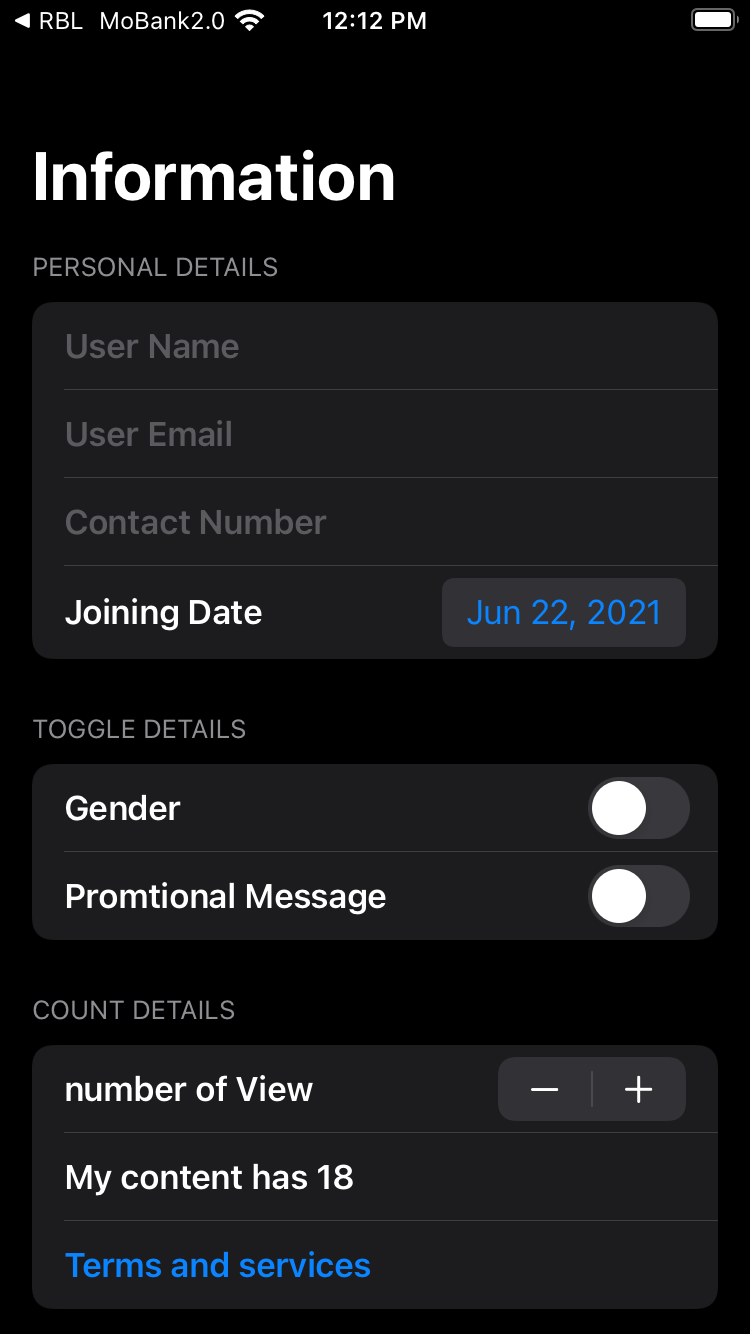 ◀ RBL MoBank2.0 12:12 PM
Information
PERSONAL DETAILS
User Name
User Email
Contact Number
Joining Date Jun 22, 2021
TOGGLE DETAILS
Gender
Promtional Message
COUNT DETAILS
number of View − +
My content has 18
Terms and services